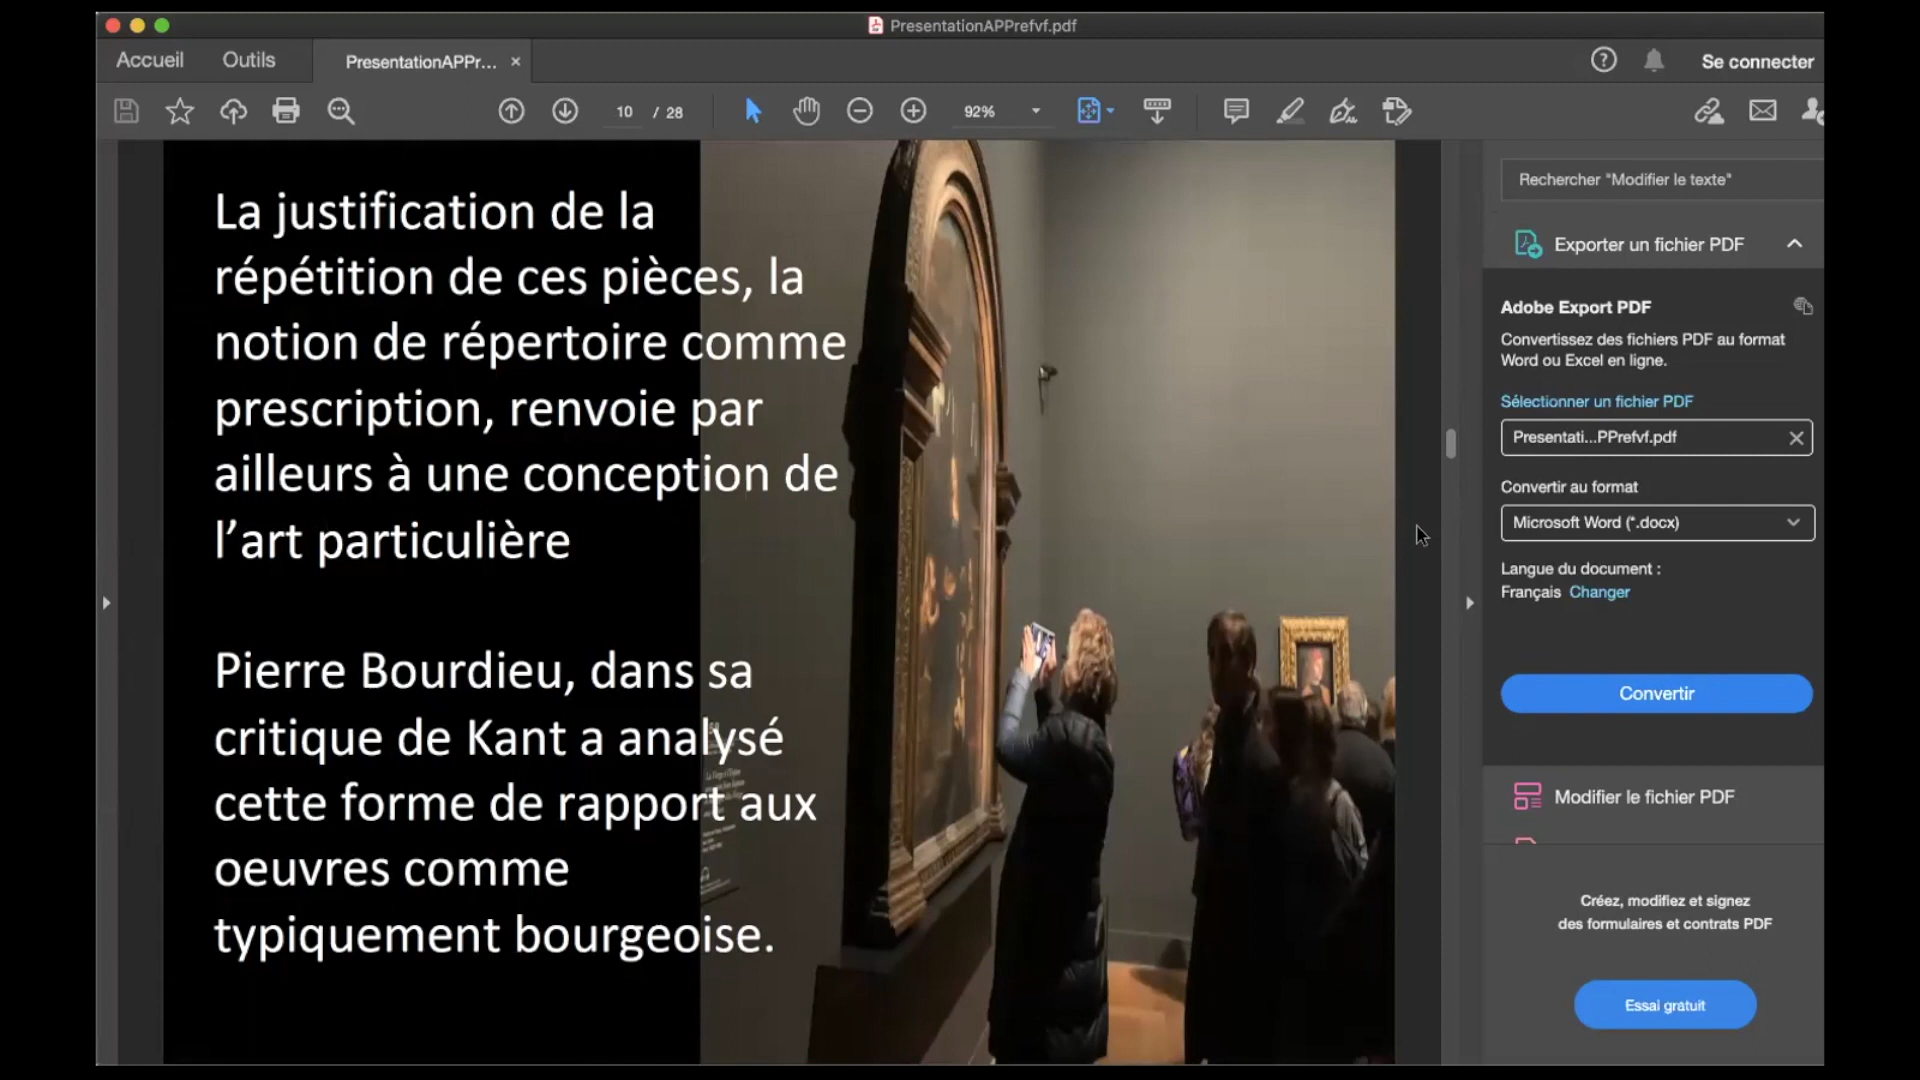 PresentationAPPrefvf.pdf
Accueil
Outils
PresentationAPPr... ×
Se connecter
10 / 28
92%
La justification de la
répétition de ces pièces, la
notion de répertoire comme
prescription, renvoie par
ailleurs à une conception de
l’art particulière
Pierre Bourdieu, dans sa
critique de Kant a analysé
cette forme de rapport aux
oeuvres comme
typiquement bourgeoise.
Rechercher "Modifier le texte"
Exporter un fichier PDF
Adobe Export PDF
Convertissez des fichiers PDF au format
Word ou Excel en ligne.
Sélectionner un fichier PDF
Presentati...PPrefvf.pdf
Convertir au format
Microsoft Word (*.docx)
Langue du document :
Français Changer
Convertir
Modifier le fichier PDF
Créez, modifiez et signez
des formulaires et contrats PDF
Essai gratuit